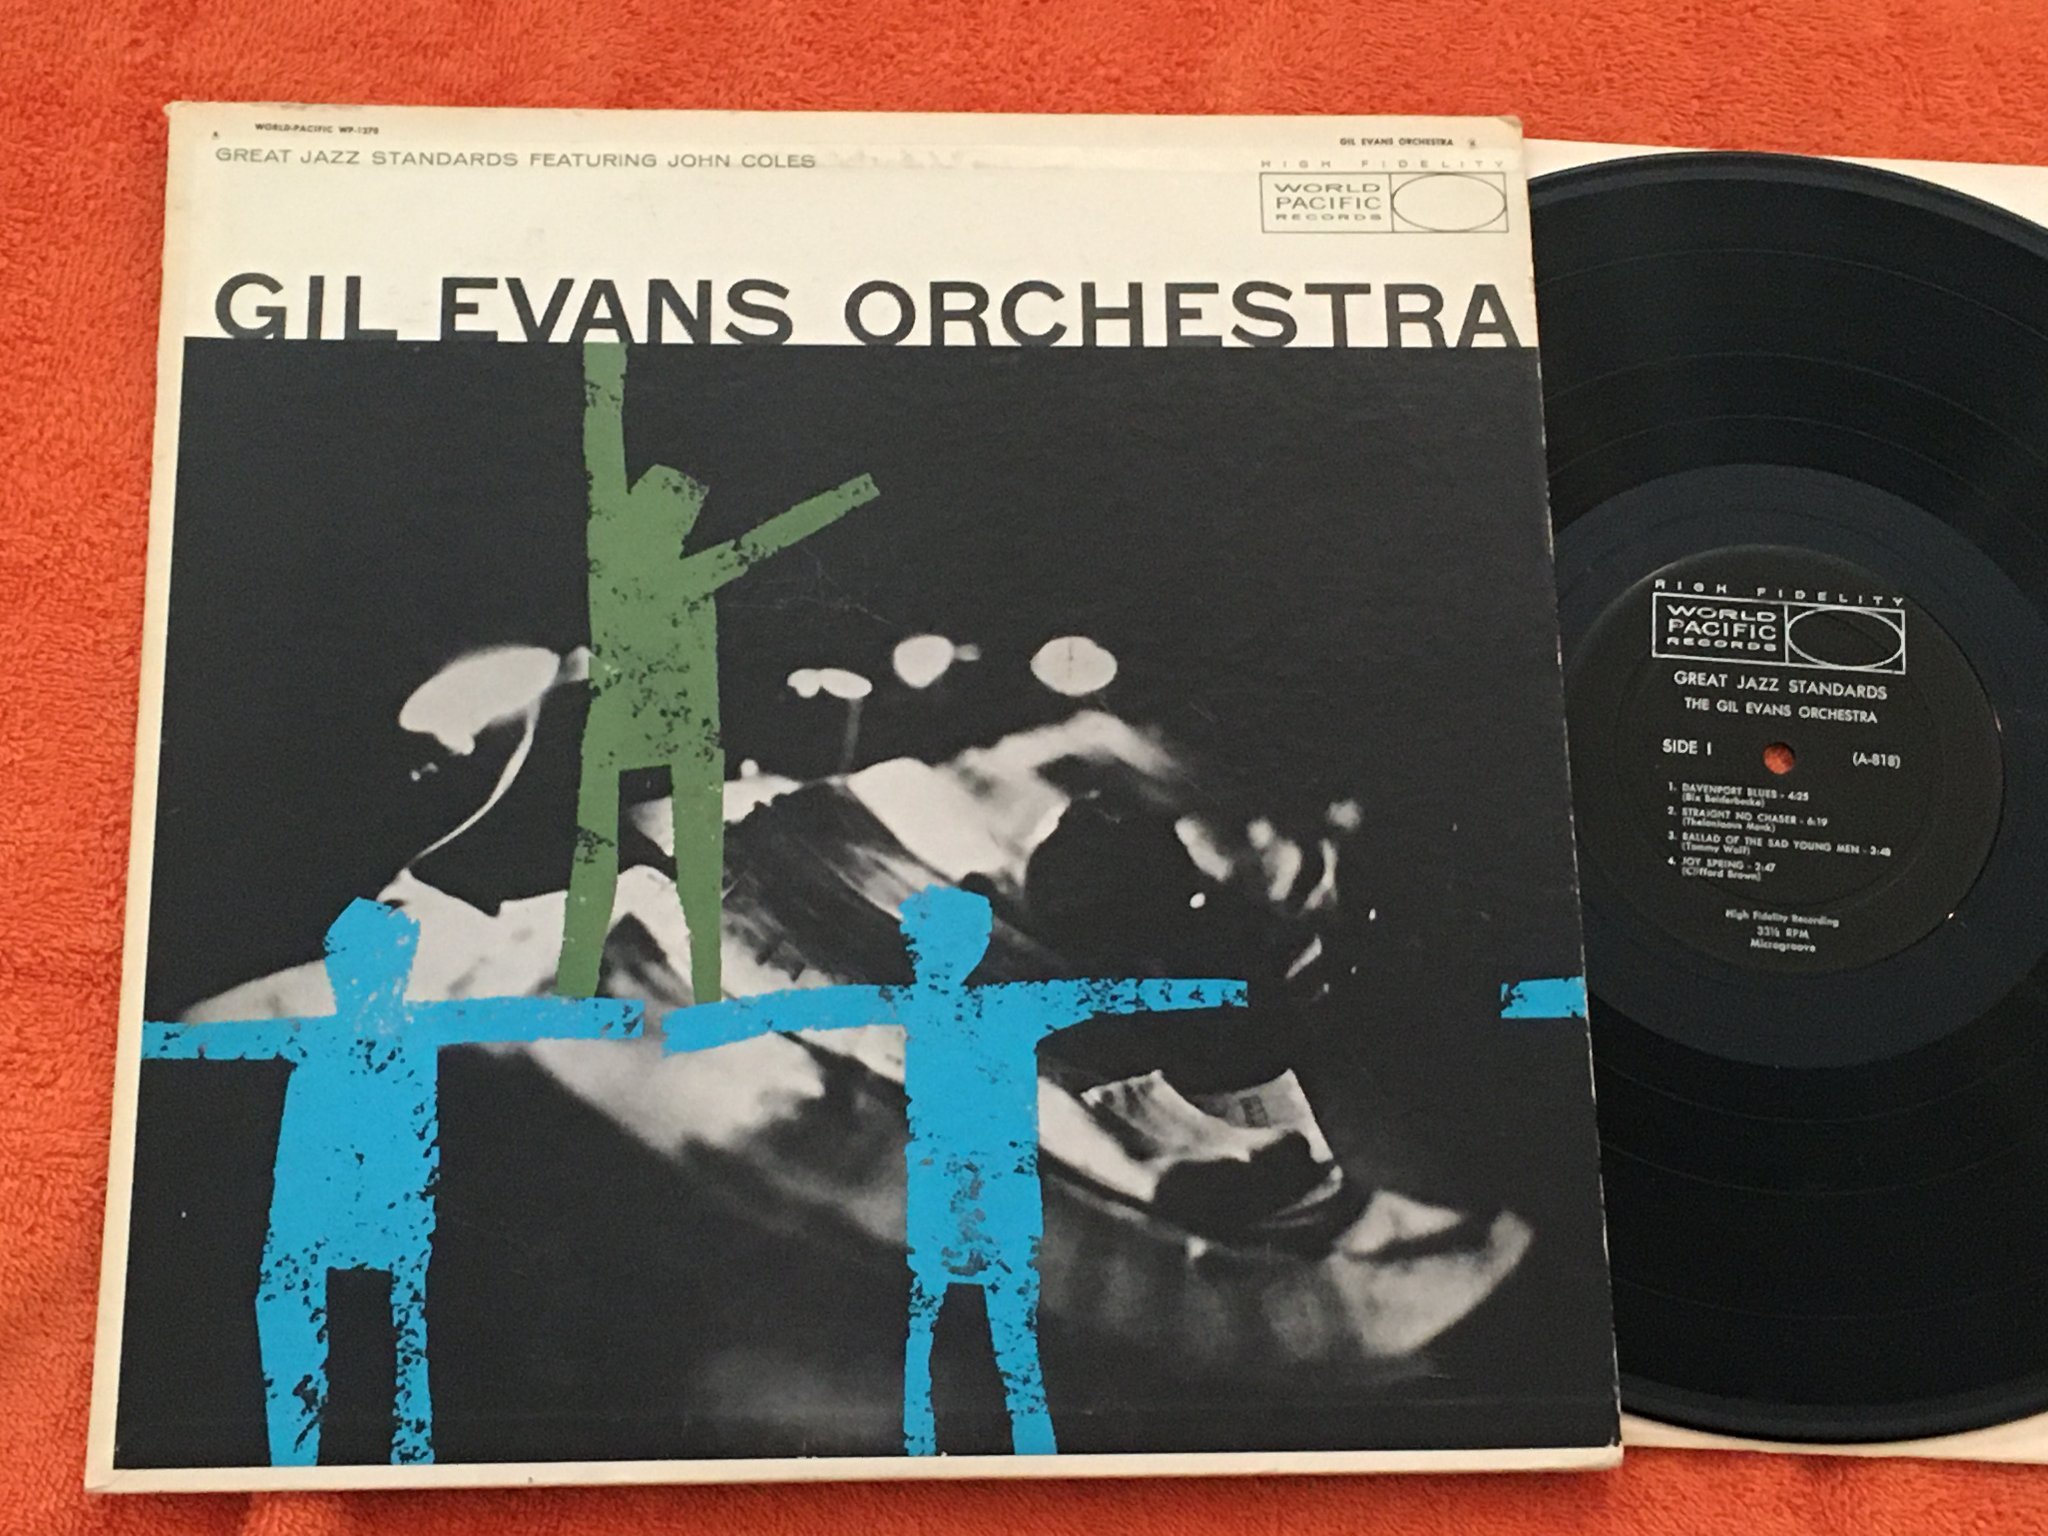 WORLD-PACIFIC WP-1270
GIL EVANS ORCHESTRA
GREAT JAZZ STANDARDS FEATURING JOHN COLES
HIGH FIDELITY
WORLD
PACIFIC
RECORDS
GIL EVANS ORCHESTRA
HIGH FIDELITY
WORLD
PACIFIC
RECORDS
GREAT JAZZ STANDARDS
THE GIL EVANS ORCHESTRA
SIDE 1
(A-818)
1. DAVENPORT BLUES - 4:25
(Bix Beiderbecke)
2. STRAIGHT NO CHASER - 6:19
(Thelonious Monk)
3. BALLAD OF THE SAD YOUNG MEN - 3:48
(Tommy Wolf)
4. JOY SPRING - 2:47
(Clifford Brown)
High Fidelity Recording
33⅓ RPM
Microgroove